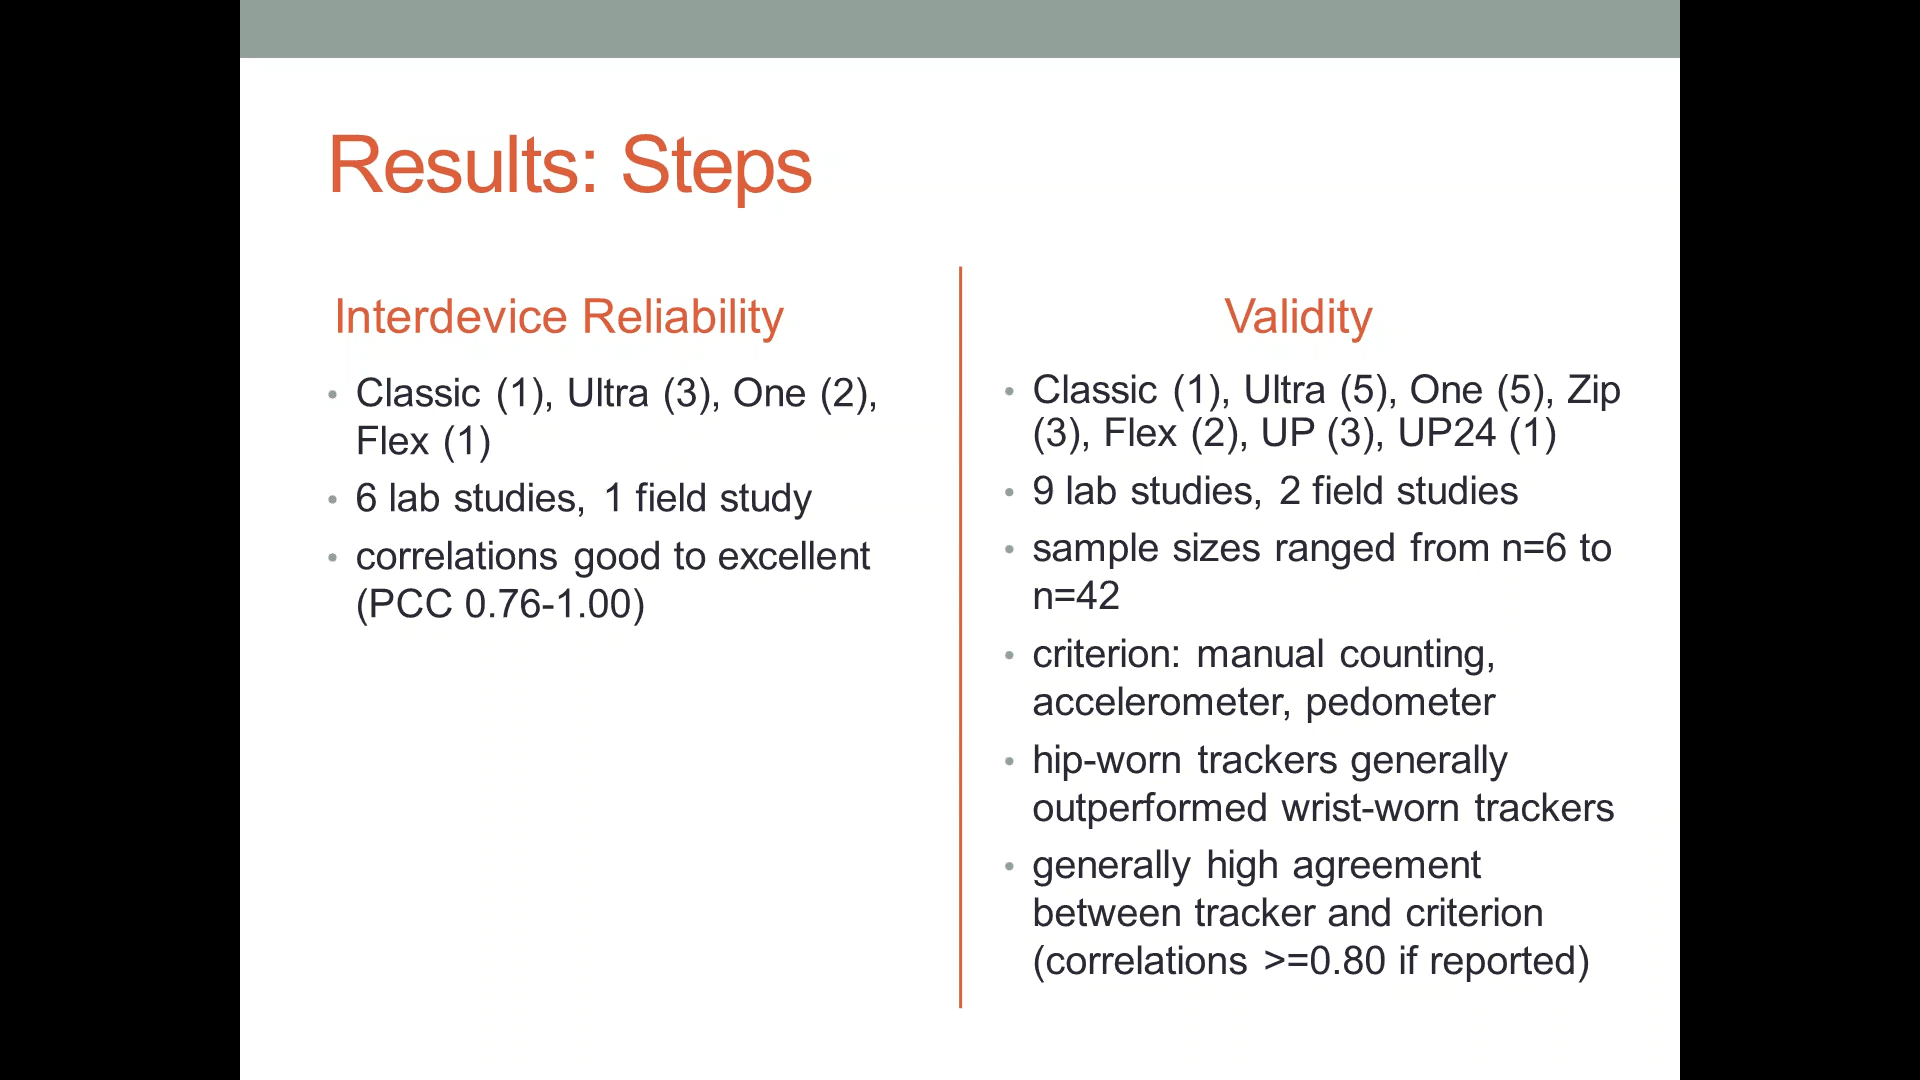 Results: Steps
Interdevice Reliability
• Classic (1), Ultra (3), One (2),
Flex (1)
• 6 lab studies, 1 field study
• correlations good to excellent
(PCC 0.76-1.00)
Validity
• Classic (1), Ultra (5), One (5), Zip
(3), Flex (2), UP (3), UP24 (1)
• 9 lab studies, 2 field studies
• sample sizes ranged from n=6 to
n=42
• criterion: manual counting,
accelerometer, pedometer
• hip-worn trackers generally
outperformed wrist-worn trackers
• generally high agreement
between tracker and criterion
(correlations >=0.80 if reported)